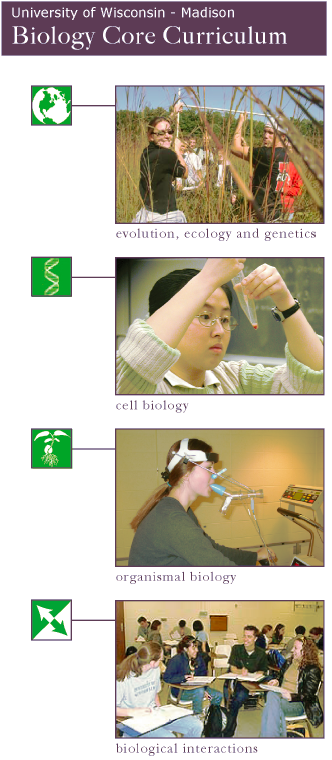 University of Wisconsin - Madison
Biology Core Curriculum
evolution, ecology and genetics
cell biology
organismal biology
biological interactions